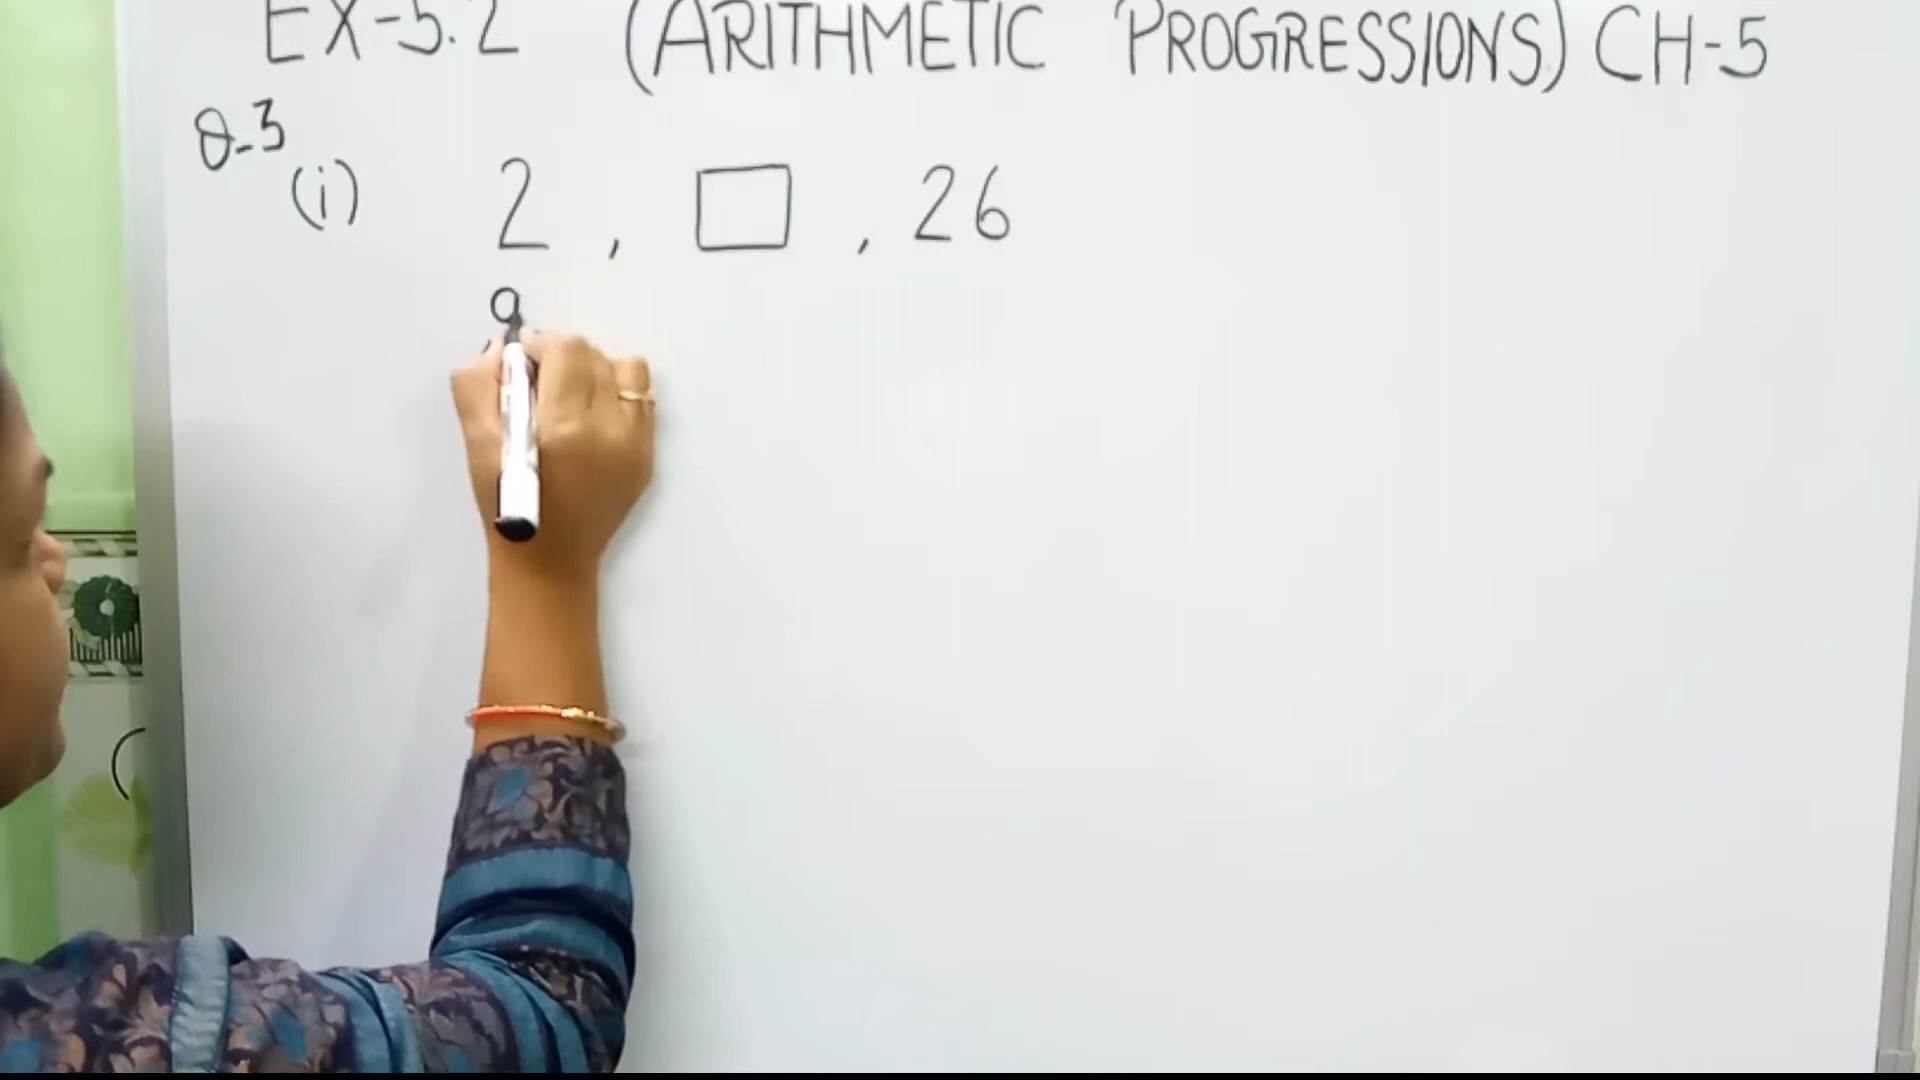 EX-5.2 (ARITHMETIC PROGRESSIONS) CH-5
Q-3
(i) 2 , □ , 26
a